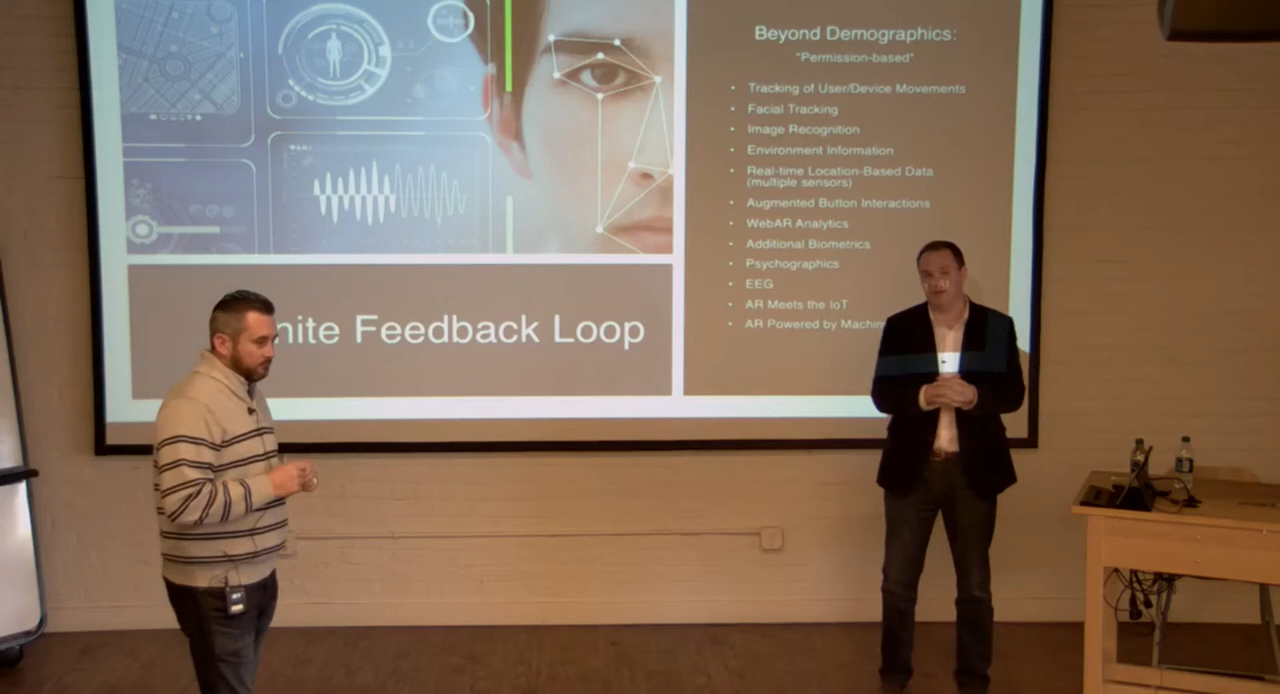 nite Feedback Loop
Beyond Demographics:
"Permission-based"
• Tracking of User/Device Movements
• Facial Tracking
• Image Recognition
• Environment Information
• Real-time Location-Based Data
(multiple sensors)
• Augmented Button Interactions
• WebAR Analytics
• Additional Biometrics
• Psychographics
• EEG
• AR Meets the IoT
• AR Powered by Machin